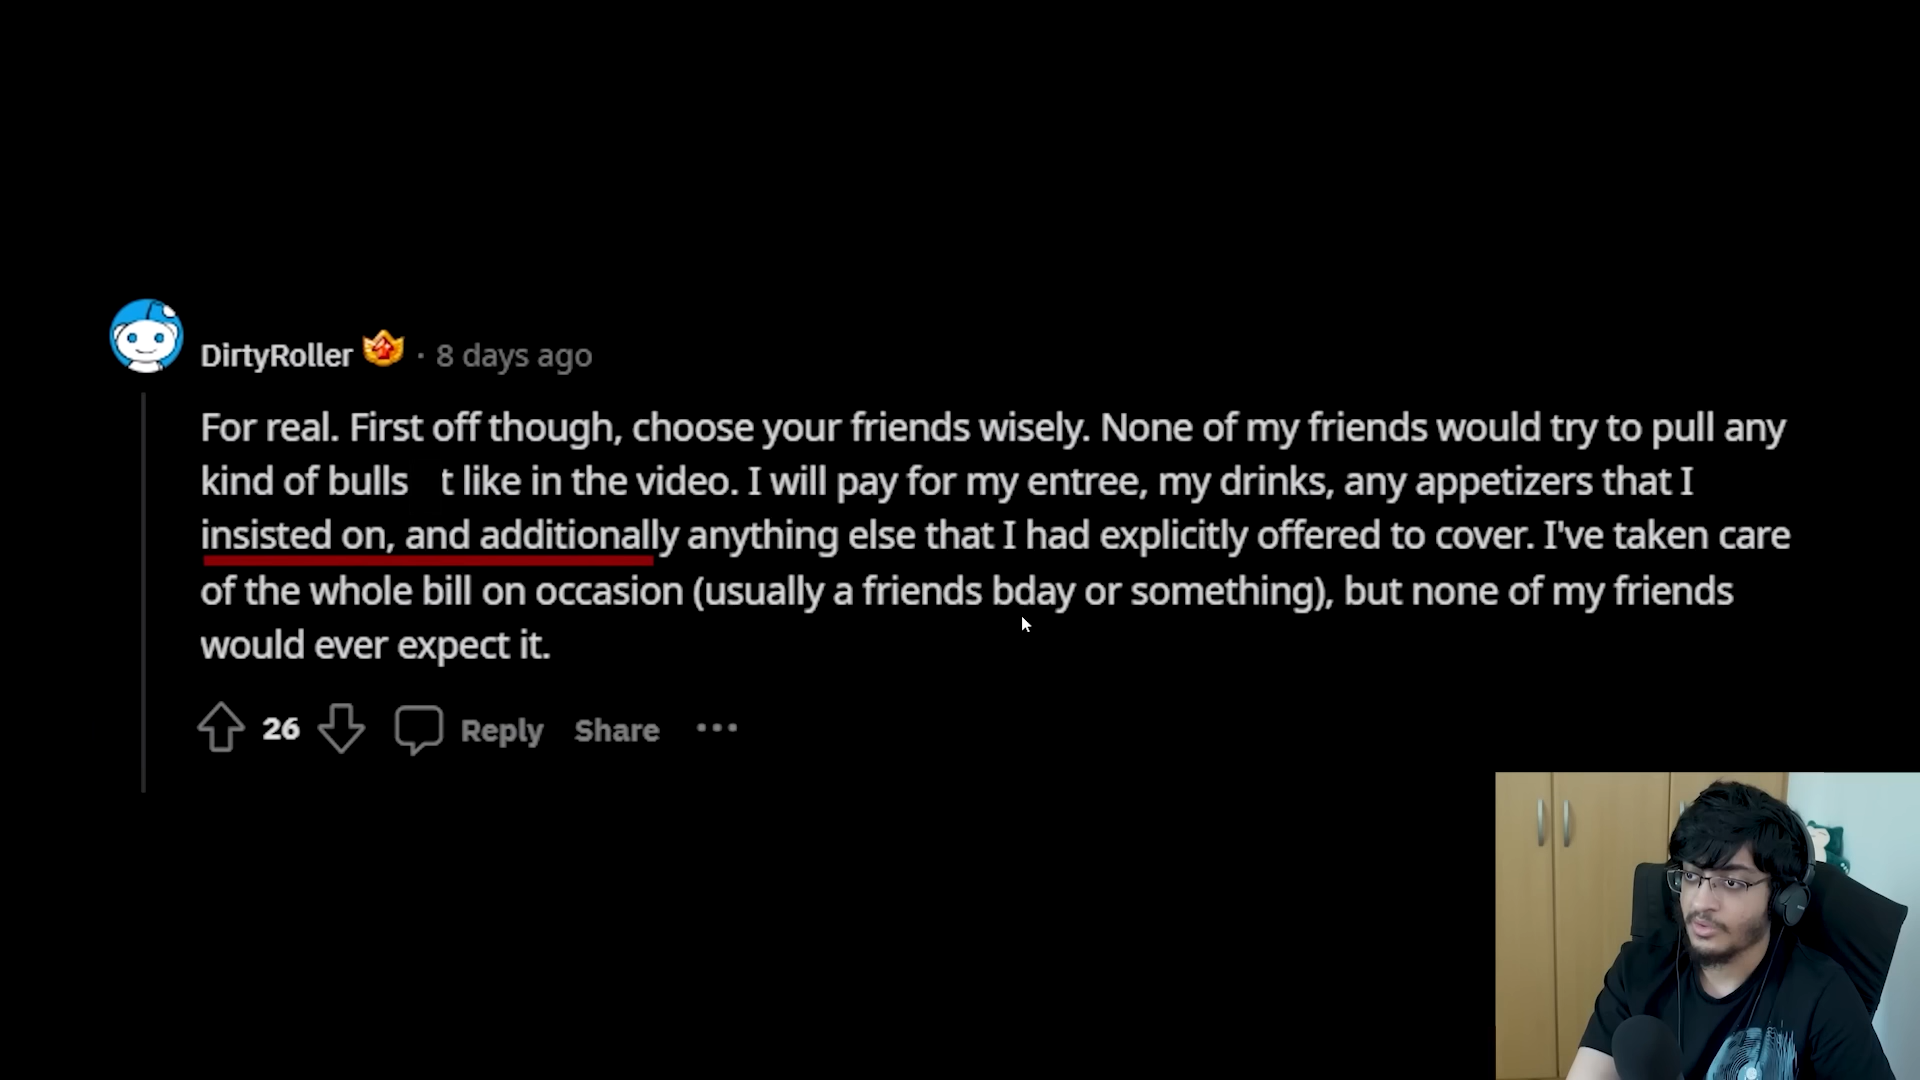 DirtyRoller · 8 days ago
For real. First off though, choose your friends wisely. None of my friends would try to pull any
kind of bulls t like in the video. I will pay for my entree, my drinks, any appetizers that I
insisted on, and additionally anything else that I had explicitly offered to cover. I've taken care
of the whole bill on occasion (usually a friends bday or something), but none of my friends
would ever expect it.
26 Reply Share ...